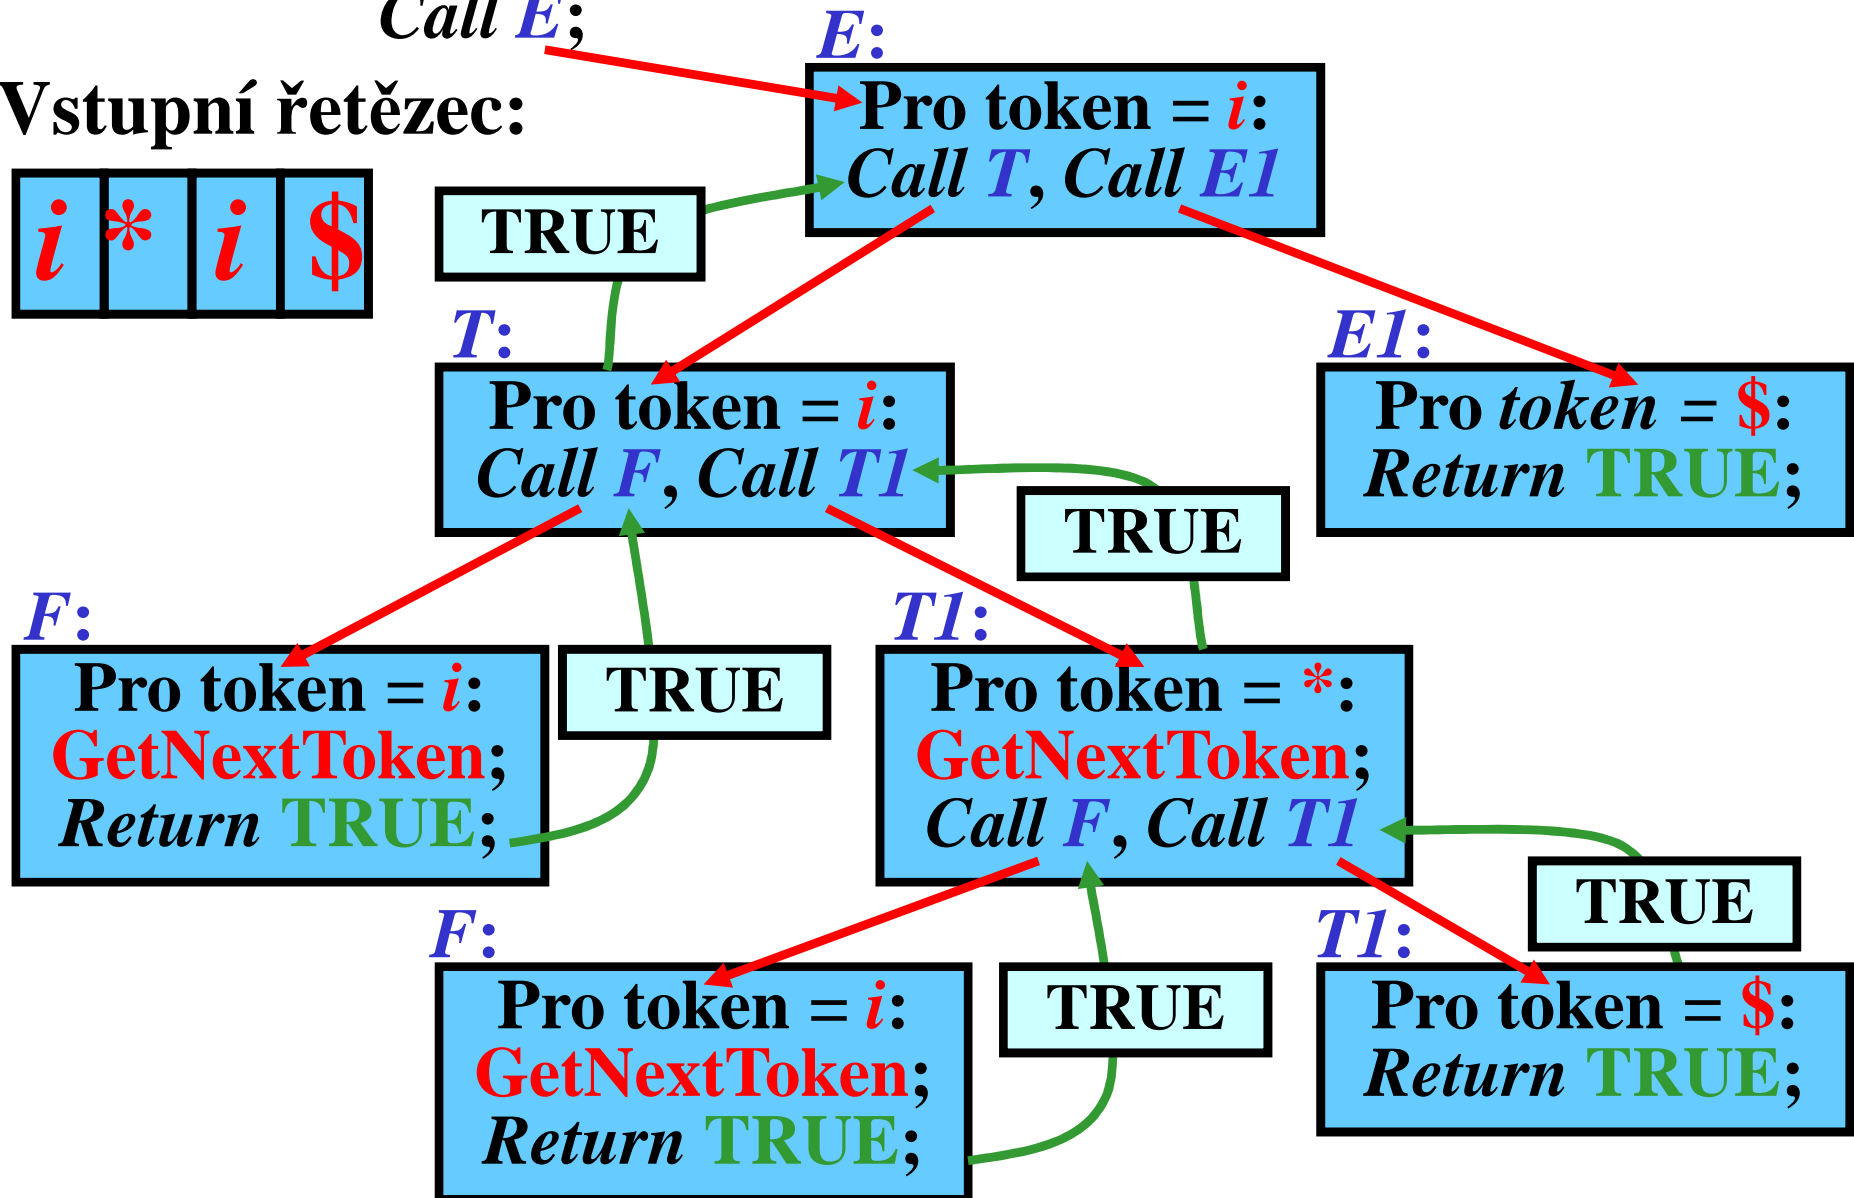 Call E;
E:
Vstupní řetězec:
Pro token = i:
Call T, Call E1
i * i $
TRUE
T:
E1:
Pro token = i:
Call F, Call T1
Pro token = $:
Return TRUE;
TRUE
F:
T1:
Pro token = i:
GetNextToken;
Return TRUE;
TRUE
Pro token = *:
GetNextToken;
Call F, Call T1
TRUE
F:
T1:
Pro token = i:
GetNextToken;
Return TRUE;
TRUE
Pro token = $:
Return TRUE;